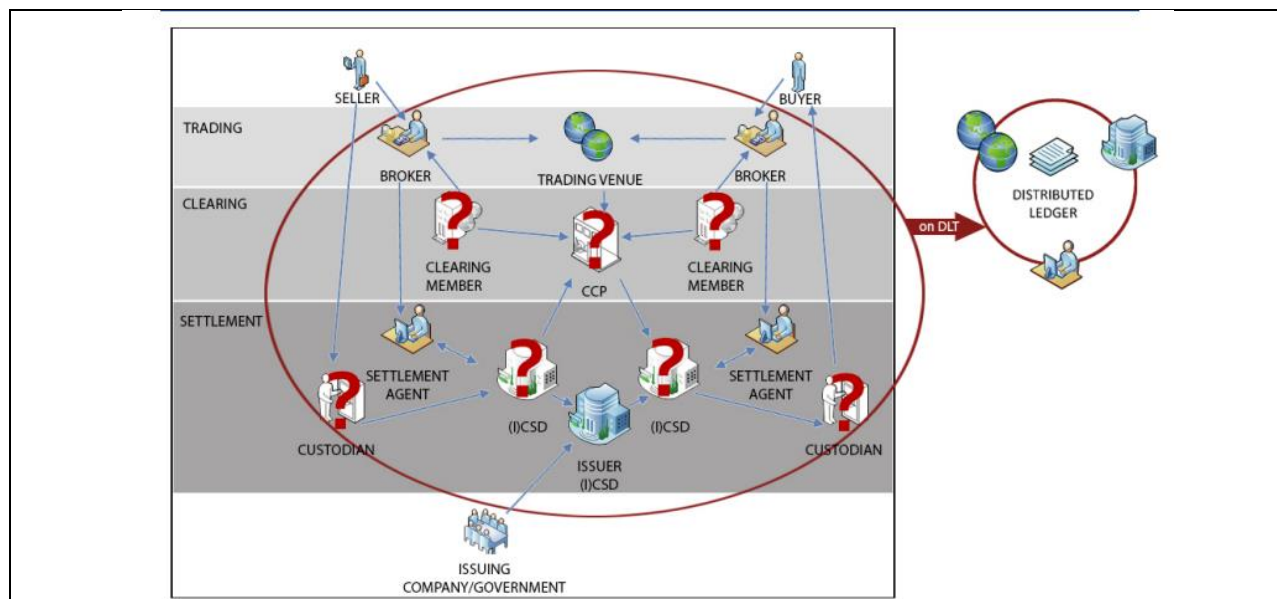 SELLER
BUYER
TRADING
BROKER
TRADING VENUE
BROKER
CLEARING
?
?
?
CLEARING
MEMBER
CCP
CLEARING
MEMBER
on DLT
DISTRIBUTED
LEDGER
SETTLEMENT
?
?
?
?
SETTLEMENT
AGENT
SETTLEMENT
AGENT
(I)CSD
(I)CSD
CUSTODIAN
CUSTODIAN
ISSUER
(I)CSD
ISSUING
COMPANY/GOVERNMENT